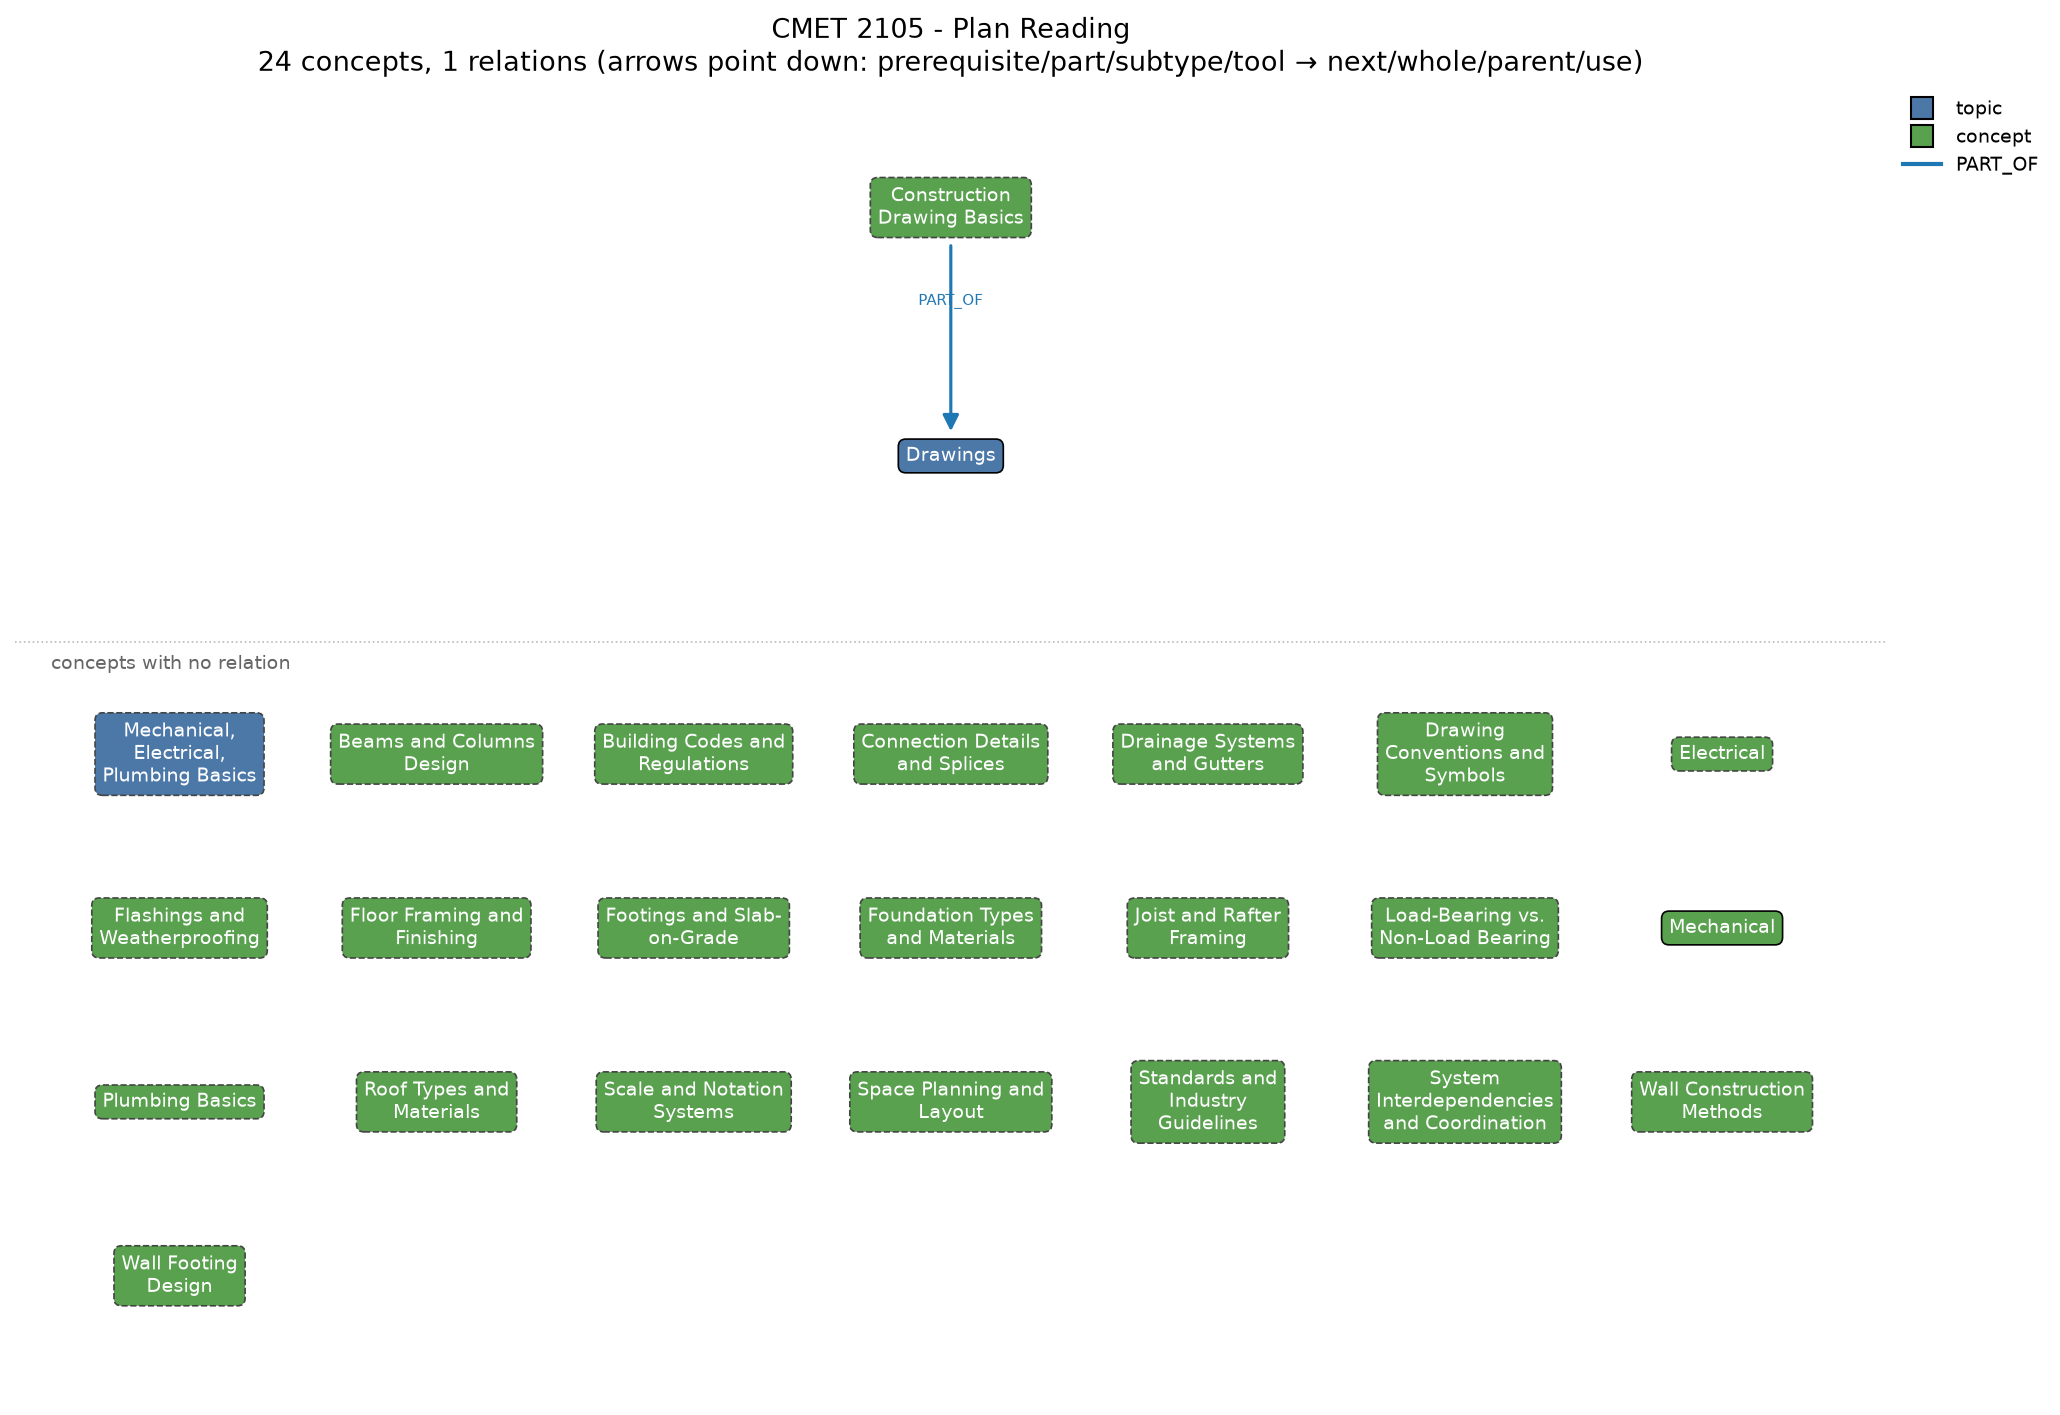 CMET 2105 - Plan Reading
24 concepts, 1 relations (arrows point down: prerequisite/part/subtype/tool → next/whole/parent/use)
topic
concept
PART_OF
Construction
Drawing Basics
PART_OF
Drawings
concepts with no relation
Mechanical,
Electrical,
Plumbing Basics
Beams and Columns
Design
Building Codes and
Regulations
Connection Details
and Splices
Drainage Systems
and Gutters
Drawing
Conventions and
Symbols
Electrical
Flashings and
Weatherproofing
Floor Framing and
Finishing
Footings and Slab-
on-Grade
Foundation Types
and Materials
Joist and Rafter
Framing
Load-Bearing vs.
Non-Load Bearing
Mechanical
Plumbing Basics
Roof Types and
Materials
Scale and Notation
Systems
Space Planning and
Layout
Standards and
Industry
Guidelines
System
Interdependencies
and Coordination
Wall Construction
Methods
Wall Footing
Design